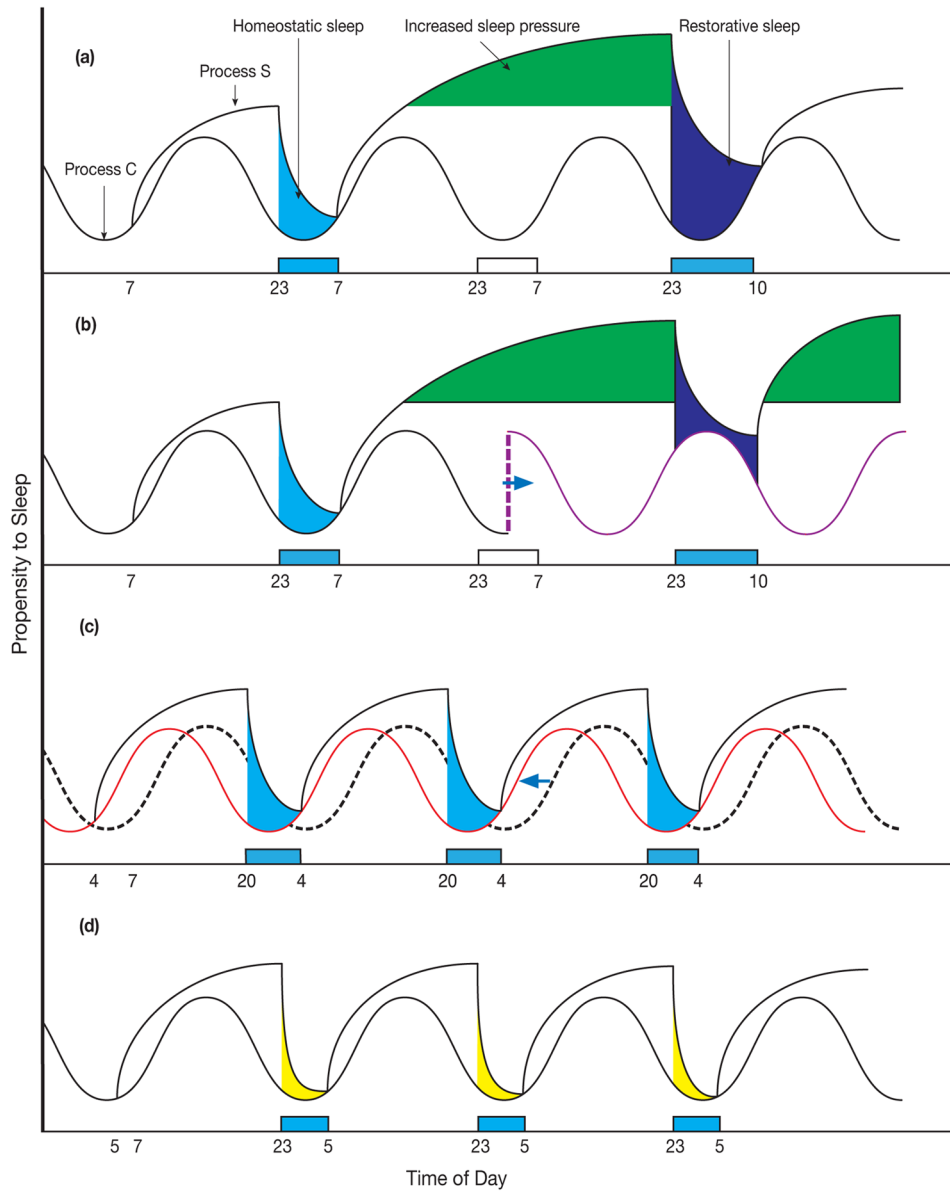 Propensity to Sleep
(a)
Homeostatic sleep
Increased sleep pressure
Restorative sleep
Process S
Process C
7
23
7
23
7
23
10
(b)
7
23
7
23
7
23
10
(c)
4
7
20
4
20
4
20
4
(d)
5
7
23
5
23
5
23
5
Time of Day